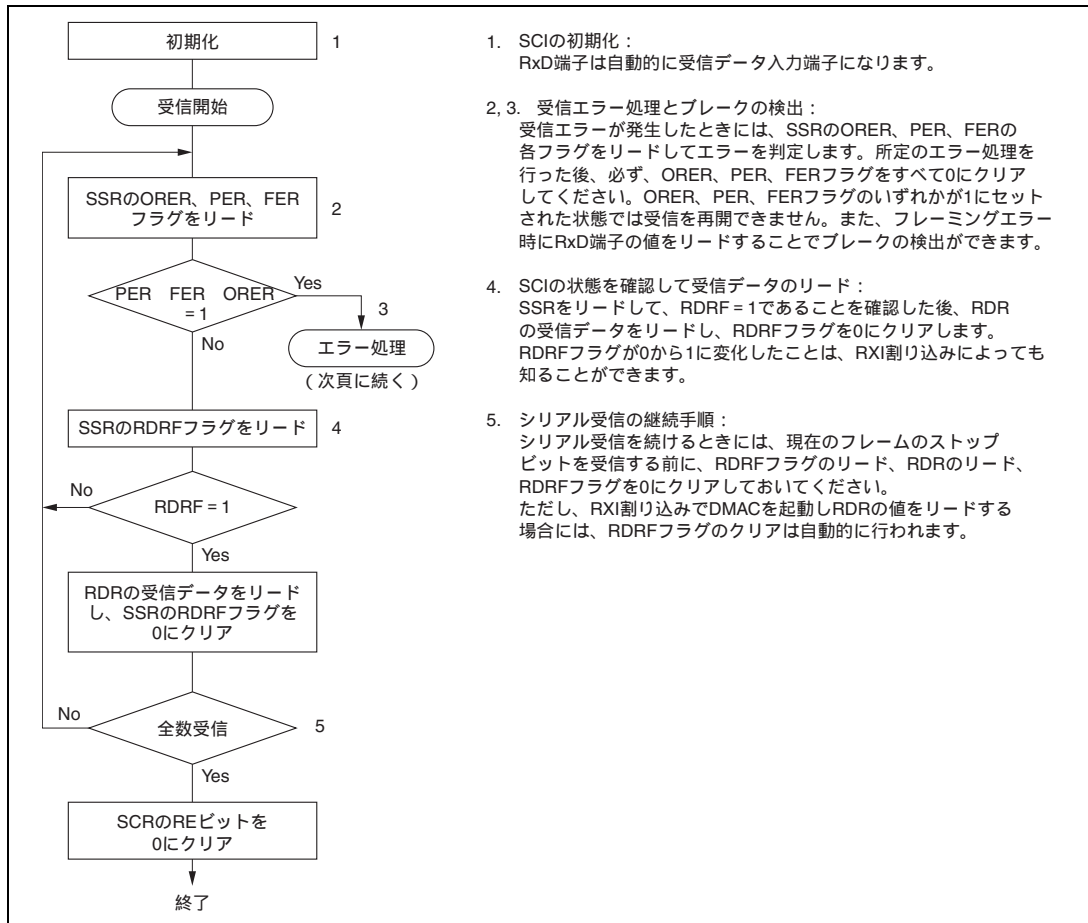 初期化
1
受信開始
SSRのORER、PER、FER
フラグをリード
2
PER FER ORER
= 1
Yes
3
No
エラー処理
(次頁に続く)
SSRのRDRFフラグをリード
4
No
RDRF = 1
Yes
RDRの受信データをリード
し、SSRのRDRFフラグを
0にクリア
No
全数受信
5
Yes
SCRのREビットを
0にクリア
終了
1. SCIの初期化：
RxD端子は自動的に受信データ入力端子になります。
2, 3. 受信エラー処理とブレークの検出：
受信エラーが発生したときには、SSRのORER、PER、FERの
各フラグをリードしてエラーを判定します。所定のエラー処理を
行った後、必ず、ORER、PER、FERフラグをすべて0にクリア
してください。ORER、PER、FERフラグのいずれかが1にセット
された状態では受信を再開できません。また、フレーミングエラー
時にRxD端子の値をリードすることでブレークの検出ができます。
4. SCIの状態を確認して受信データのリード：
SSRをリードして、RDRF = 1であることを確認した後、RDR
の受信データをリードし、RDRFフラグを0にクリアします。
RDRFフラグが0から1に変化したことは、RXI割り込みによっても
知ることができます。
5. シリアル受信の継続手順：
シリアル受信を続けるときには、現在のフレームのストップ
ビットを受信する前に、RDRFフラグのリード、RDRのリード、
RDRFフラグを0にクリアしておいてください。
ただし、RXI割り込みでDMACを起動しRDRの値をリードする
場合には、RDRFフラグのクリアは自動的に行われます。